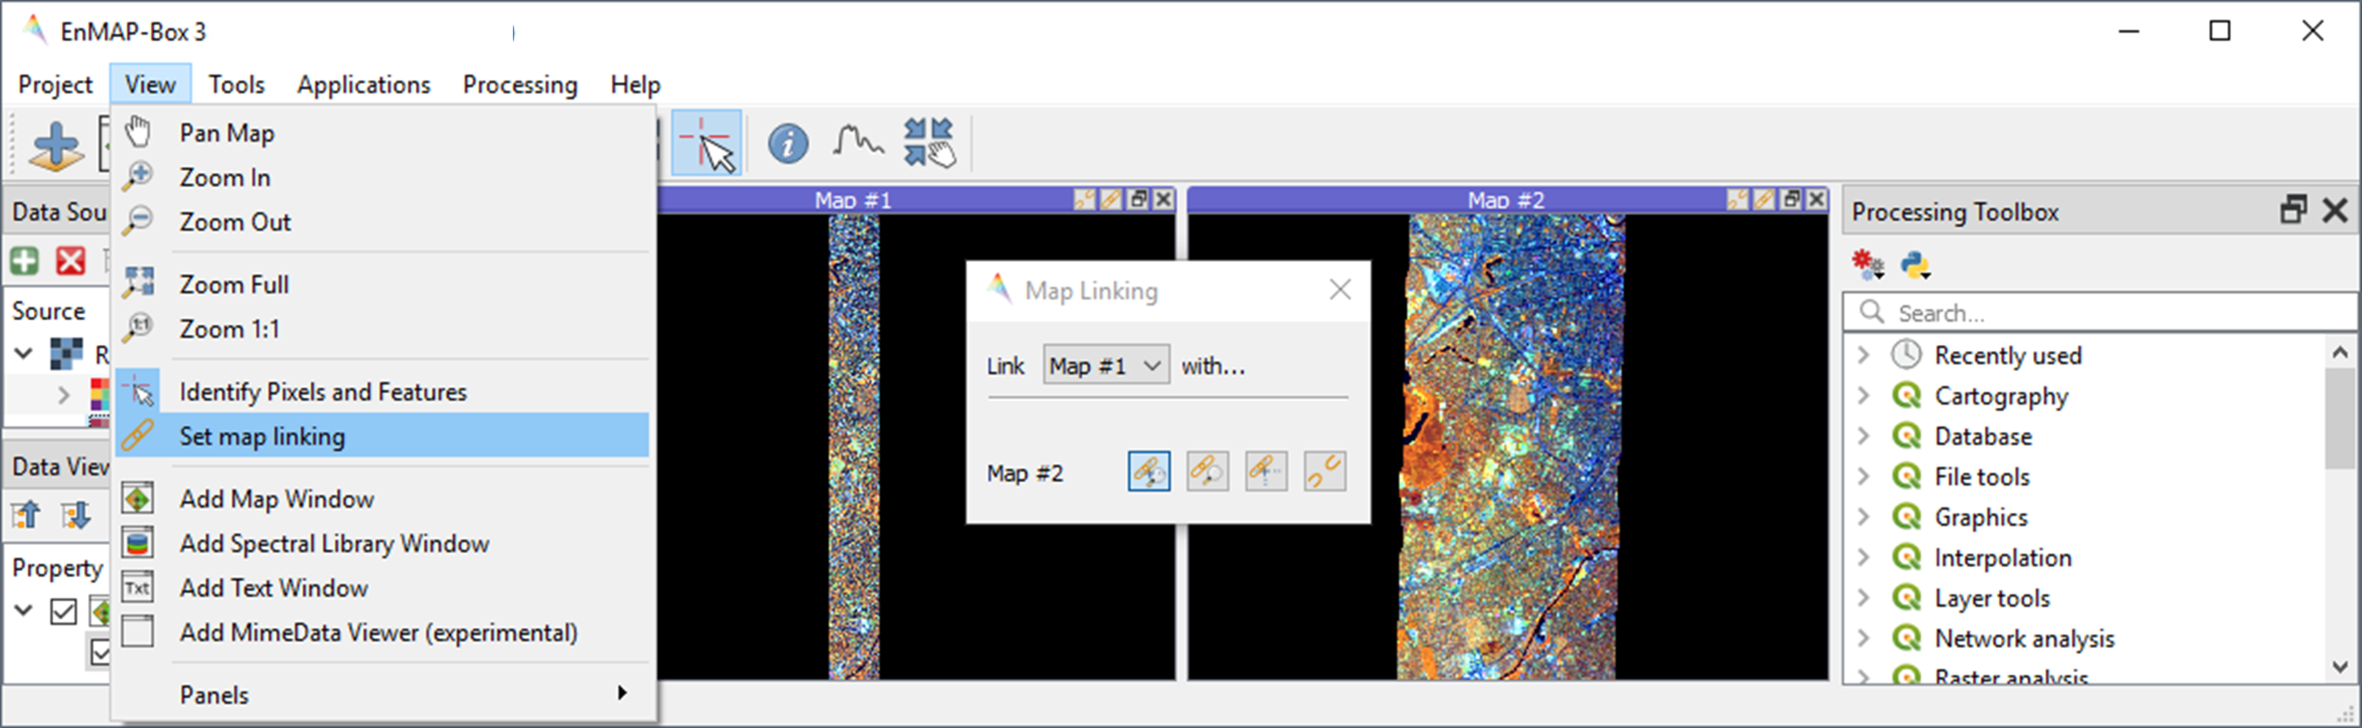 EnMAP-Box 3
Project View Tools Applications Processing Help
Pan Map
Zoom In
Zoom Out
Zoom Full
Zoom 1:1
Identify Pixels and Features
Set map linking
Add Map Window
Add Spectral Library Window
Txt Add Text Window
Add MimeData Viewer (experimental)
Panels
Data Sou
Source
R
Data View
Property
Map #1
Map #2
Map Linking
Link Map #1 with...
Map #2
Processing Toolbox
Search...
Recently used
Cartography
Database
File tools
Graphics
Interpolation
Layer tools
Network analysis
Raster analysis